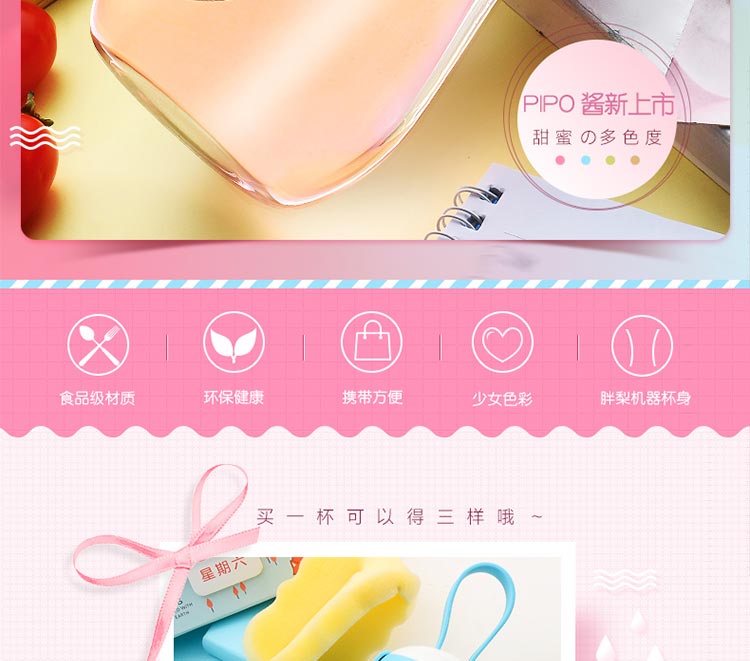 PIPO 酱新上市
甜蜜の多色度
食品级材质
环保健康
携带方便
少女色彩
胖梨机器杯身
买一杯可以得三样哦~
星期六